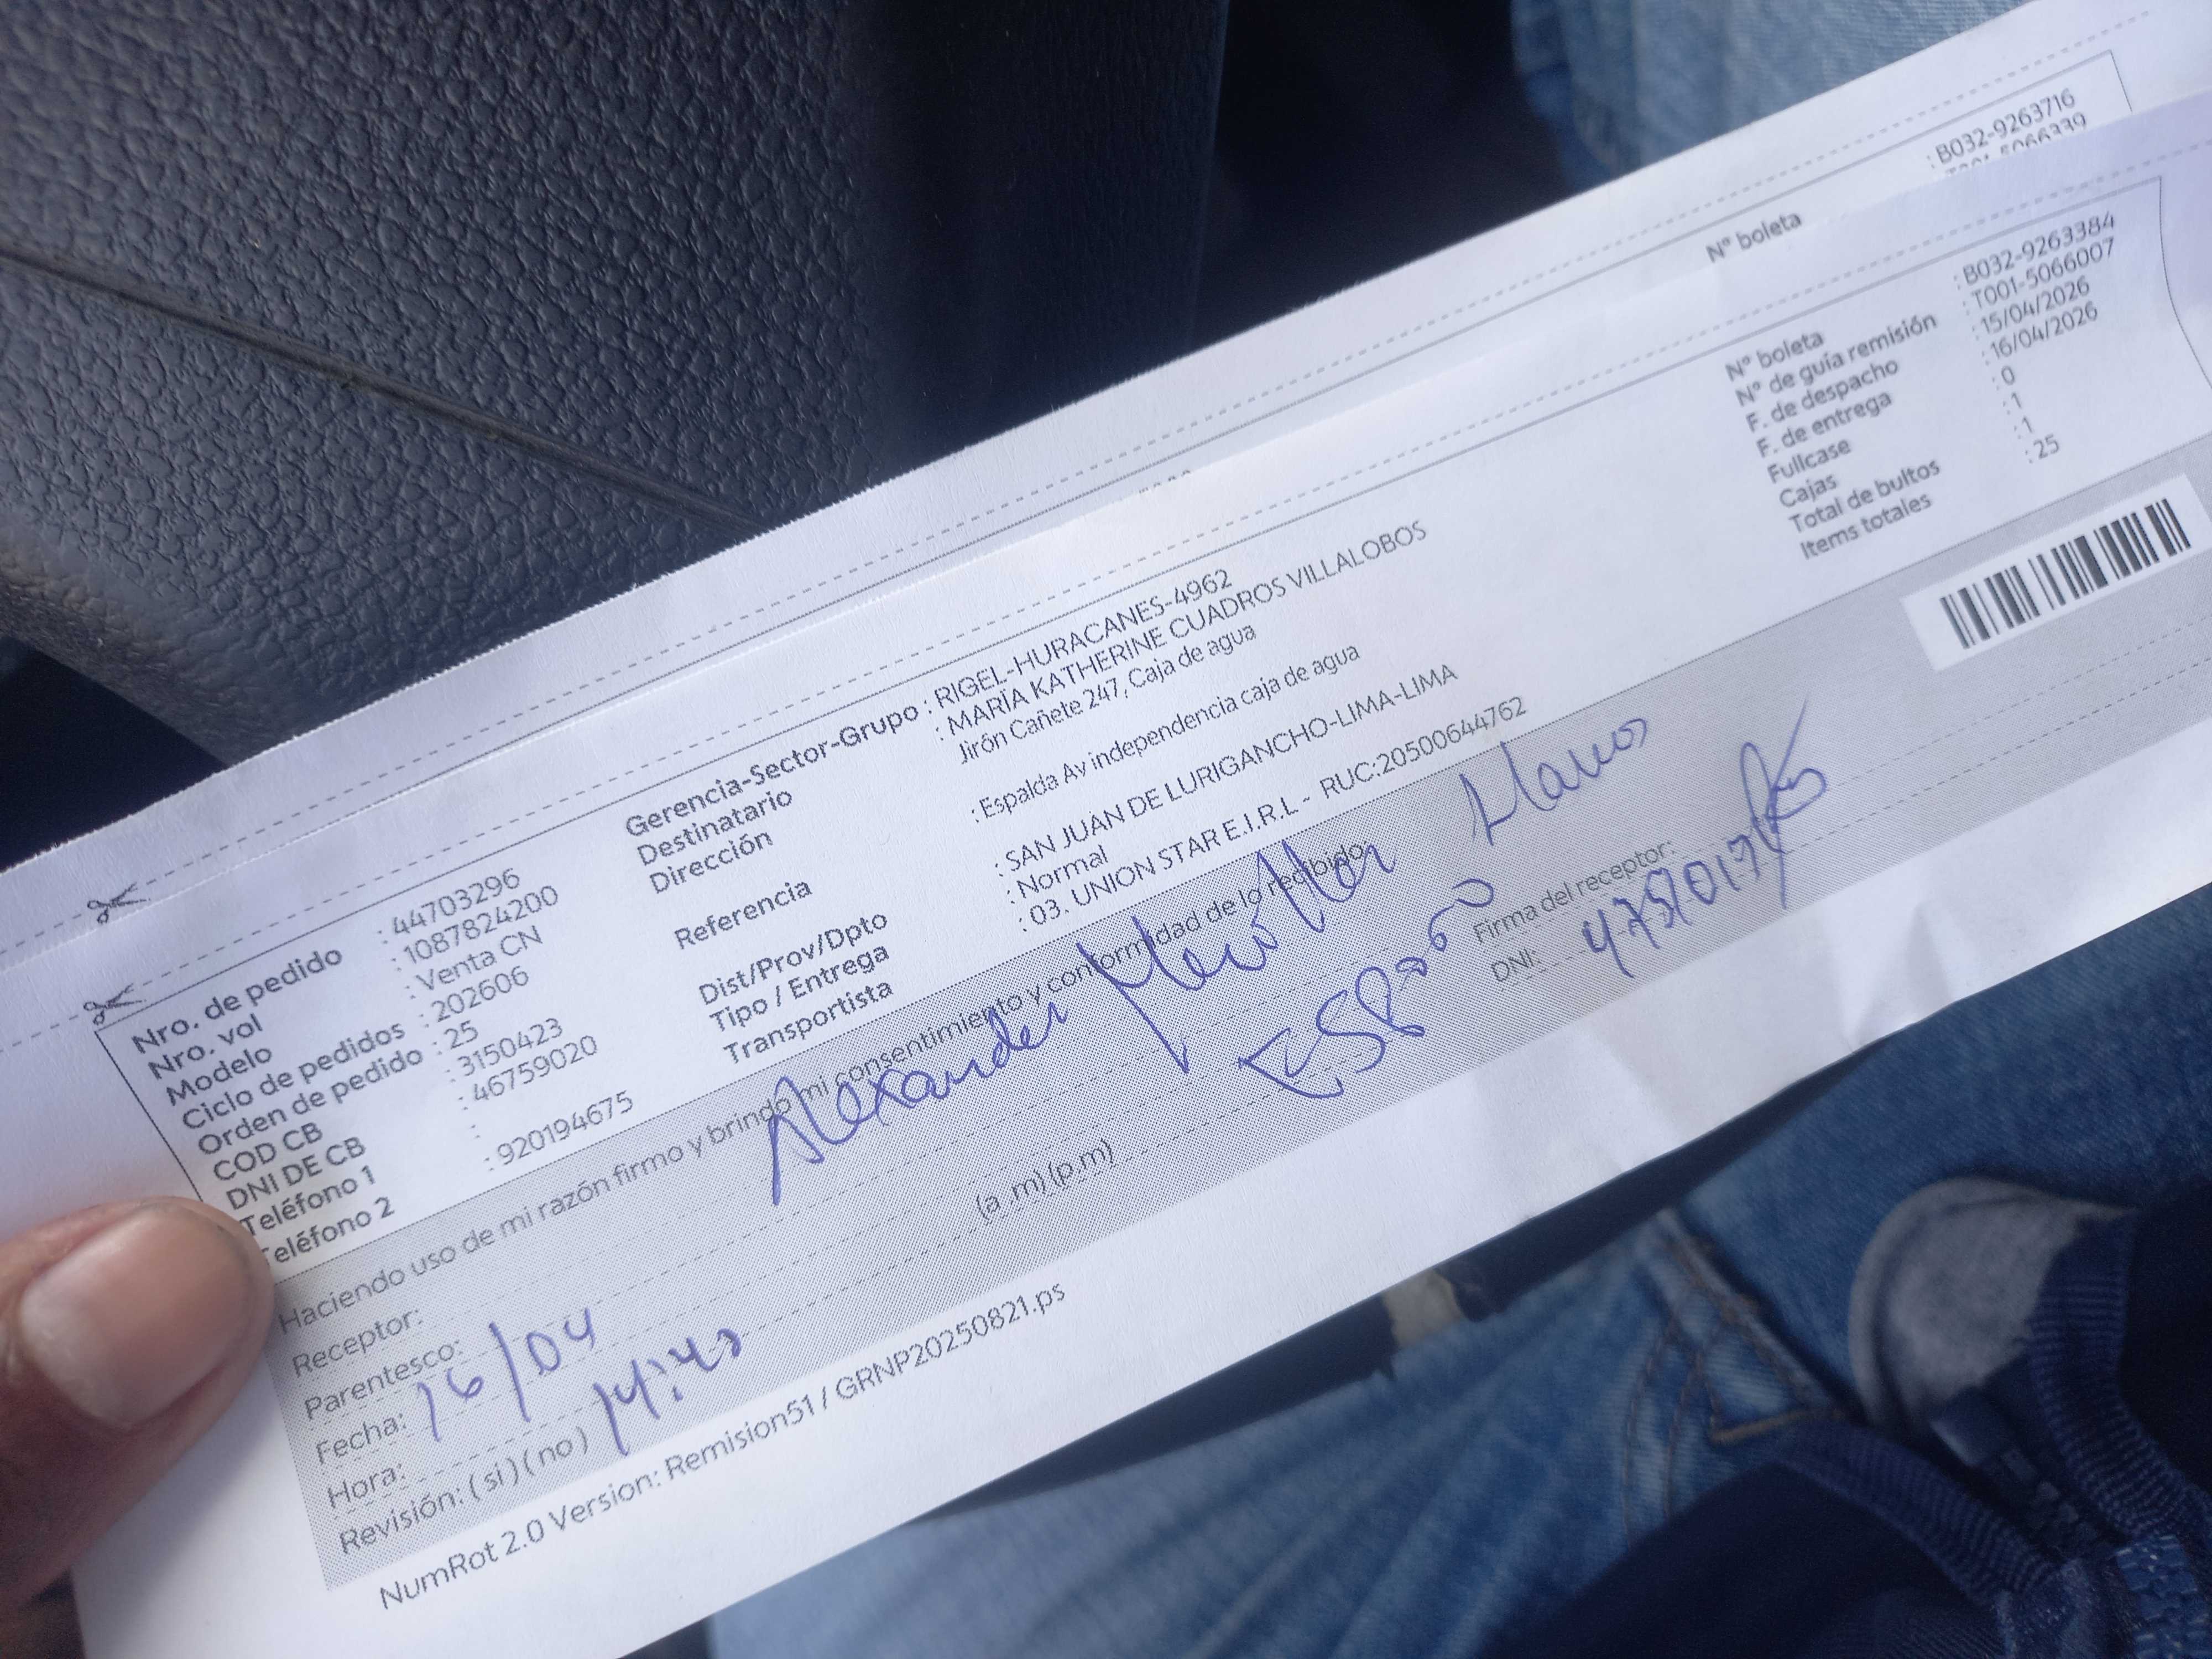 : B032-9263716
N° boleta
Nro. de pedido : 44703296
Nro. vol : 1087824200
Modelo : Venta CN
Ciclo de pedidos : 202606
Orden de pedido : 25
COD CB : 3150423
DNI DE CB : 46759020
Teléfono 1 :
Teléfono 2 : 920194675
Gerencia-Sector-Grupo : RIGEL-HURACANES-4962
Destinatario : MARÍA KATHERINE CUADROS VILLALOBOS
Dirección Jirón Cañete 247, Caja de agua
Referencia : Espalda Av independencia caja de agua
Dist/Prov/Dpto : SAN JUAN DE LURIGANCHO-LIMA-LIMA
Tipo / Entrega : Normal
Transportista : 03. UNION STAR E.I.R.L - RUC:20500644762
N° boleta : B032-9263384
N° de guía remisión : T001-5066007
F. de despacho : 15/04/2026
F. de entrega : 16/04/2026
Fullcase : 0
Cajas : 1
Total de bultos : 1
Items totales : 25
Haciendo uso de mi razón firmo y brindo mi consentimiento y conformidad de lo recibido
Receptor: Alexander
Parentesco: Esposo
Fecha: 16/04
Hora: 14:40
(a.m) (p.m)
Revisión: (si) (no)
Firma del receptor:
DNI:
NumRot 2.0 Version: Remision51 / GRNP20250821.ps